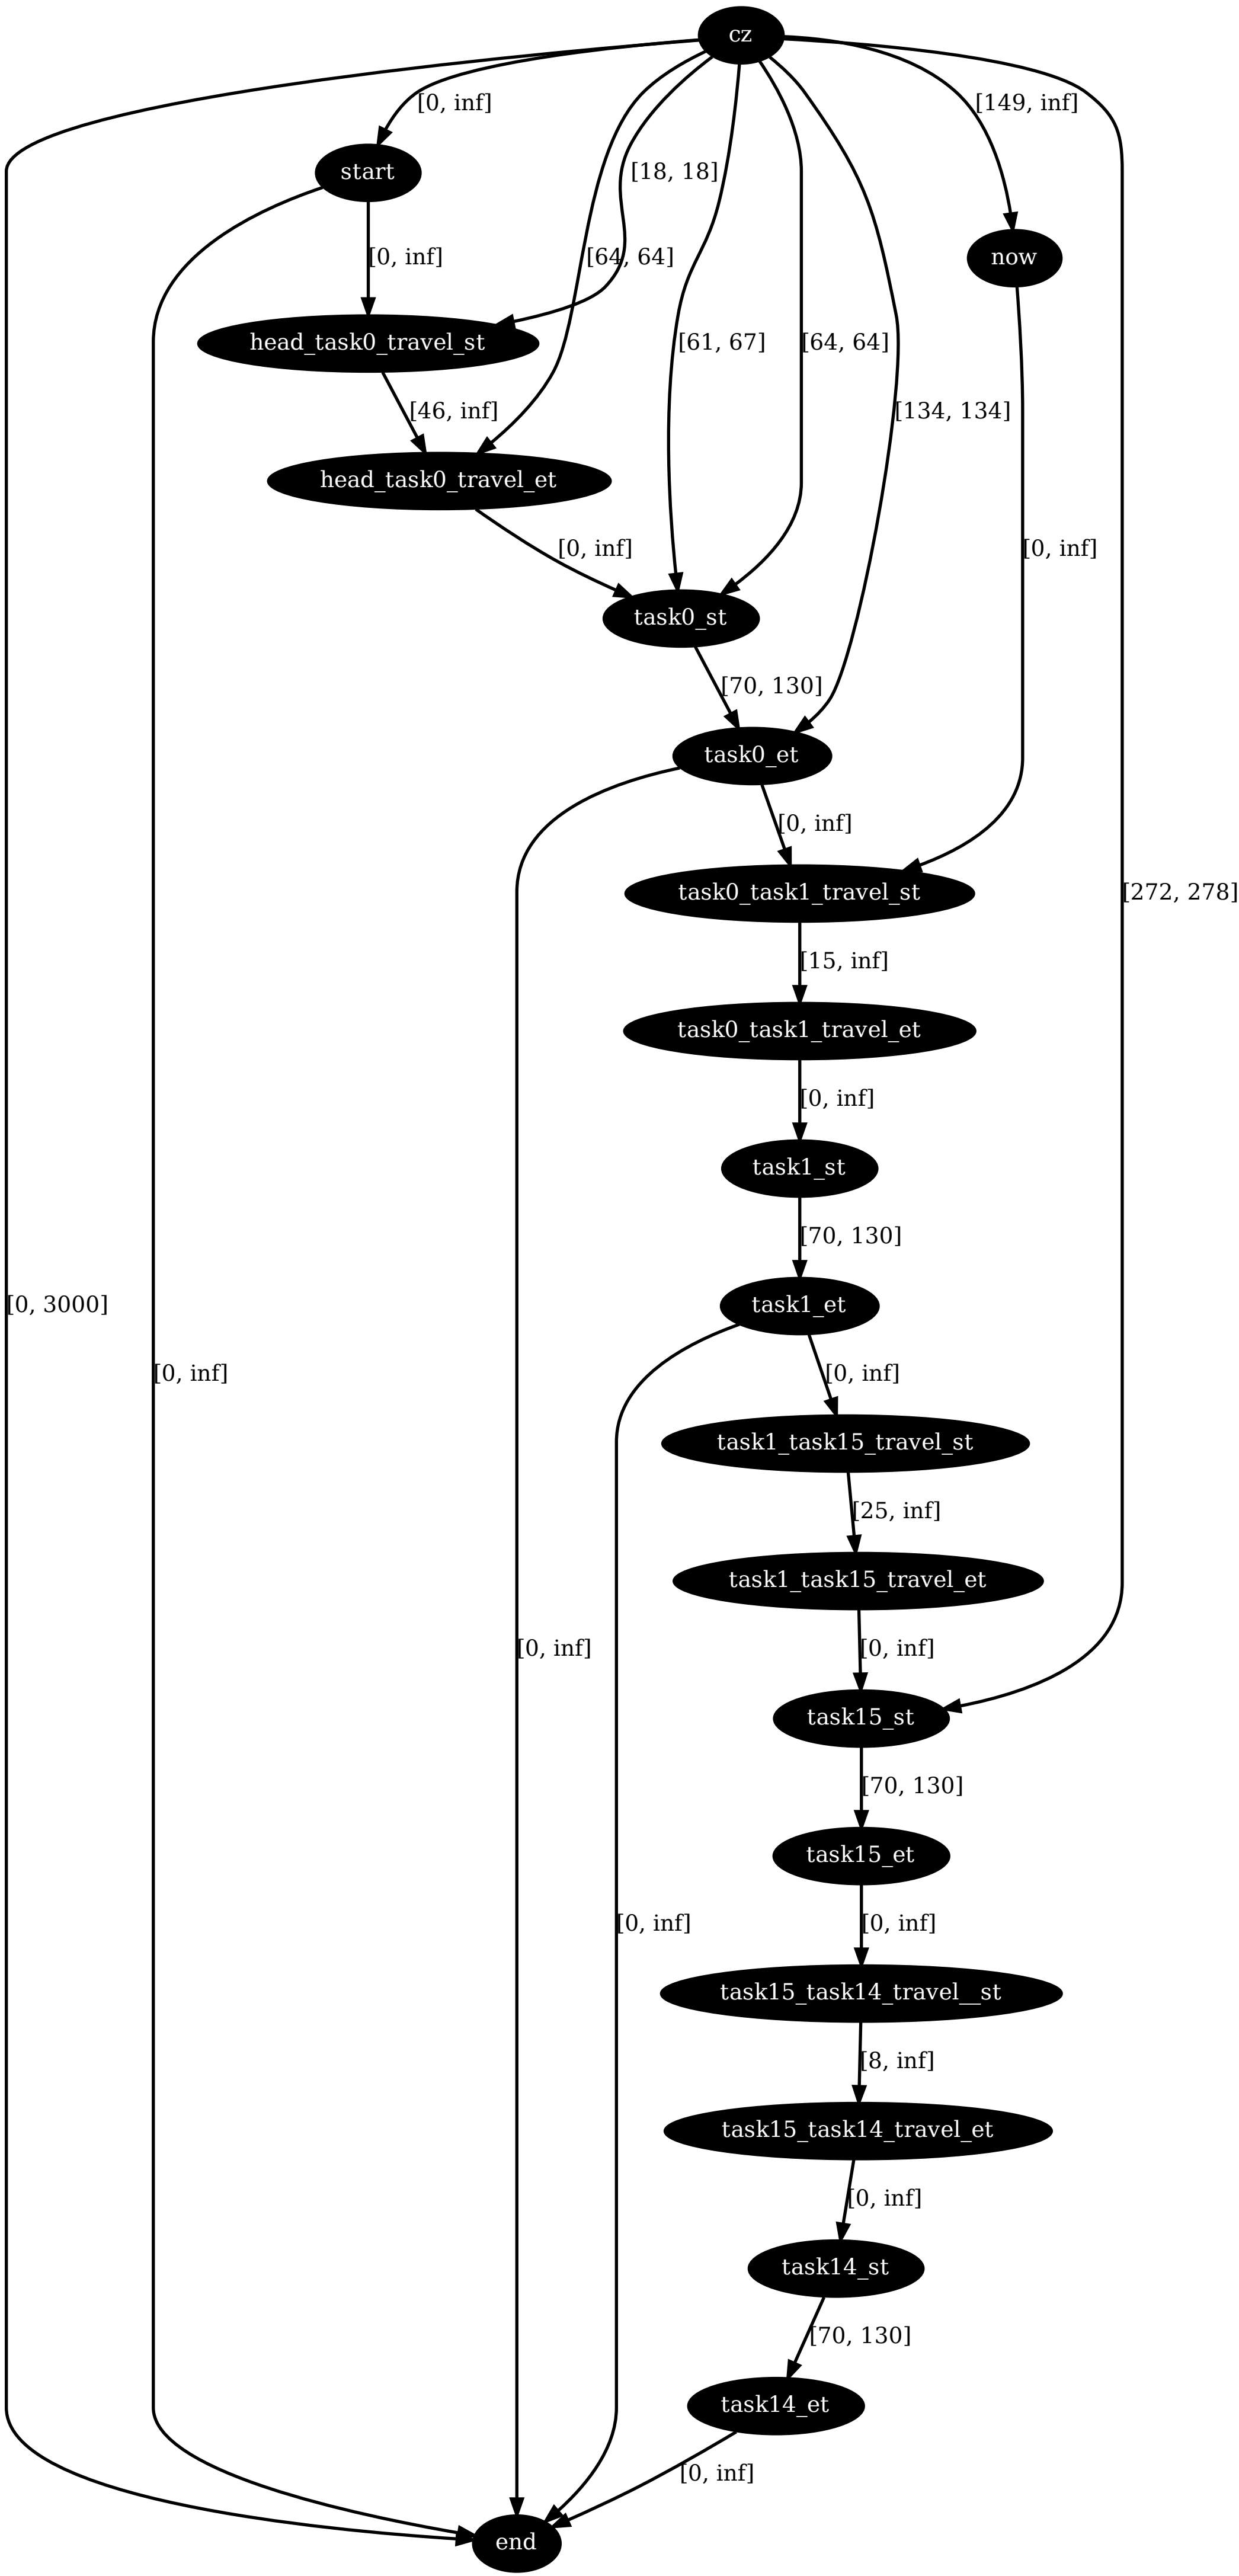 cz
[0, inf]
[149, inf]
start
[18, 18]
now
[0, inf]
[64, 64]
head_task0_travel_st
[61, 67]
[64, 64]
[46, inf]
[134, 134]
head_task0_travel_et
[0, inf]
[0, inf]
task0_st
[70, 130]
task0_et
[0, inf]
task0_task1_travel_st
[272, 278]
[15, inf]
task0_task1_travel_et
[0, inf]
task1_st
[70, 130]
task1_et
[0, 3000]
[0, inf]
[0, inf]
task1_task15_travel_st
[25, inf]
task1_task15_travel_et
[0, inf]
[0, inf]
task15_st
[70, 130]
task15_et
[0, inf]
[0, inf]
task15_task14_travel__st
[8, inf]
task15_task14_travel_et
[0, inf]
task14_st
[70, 130]
task14_et
[0, inf]
end